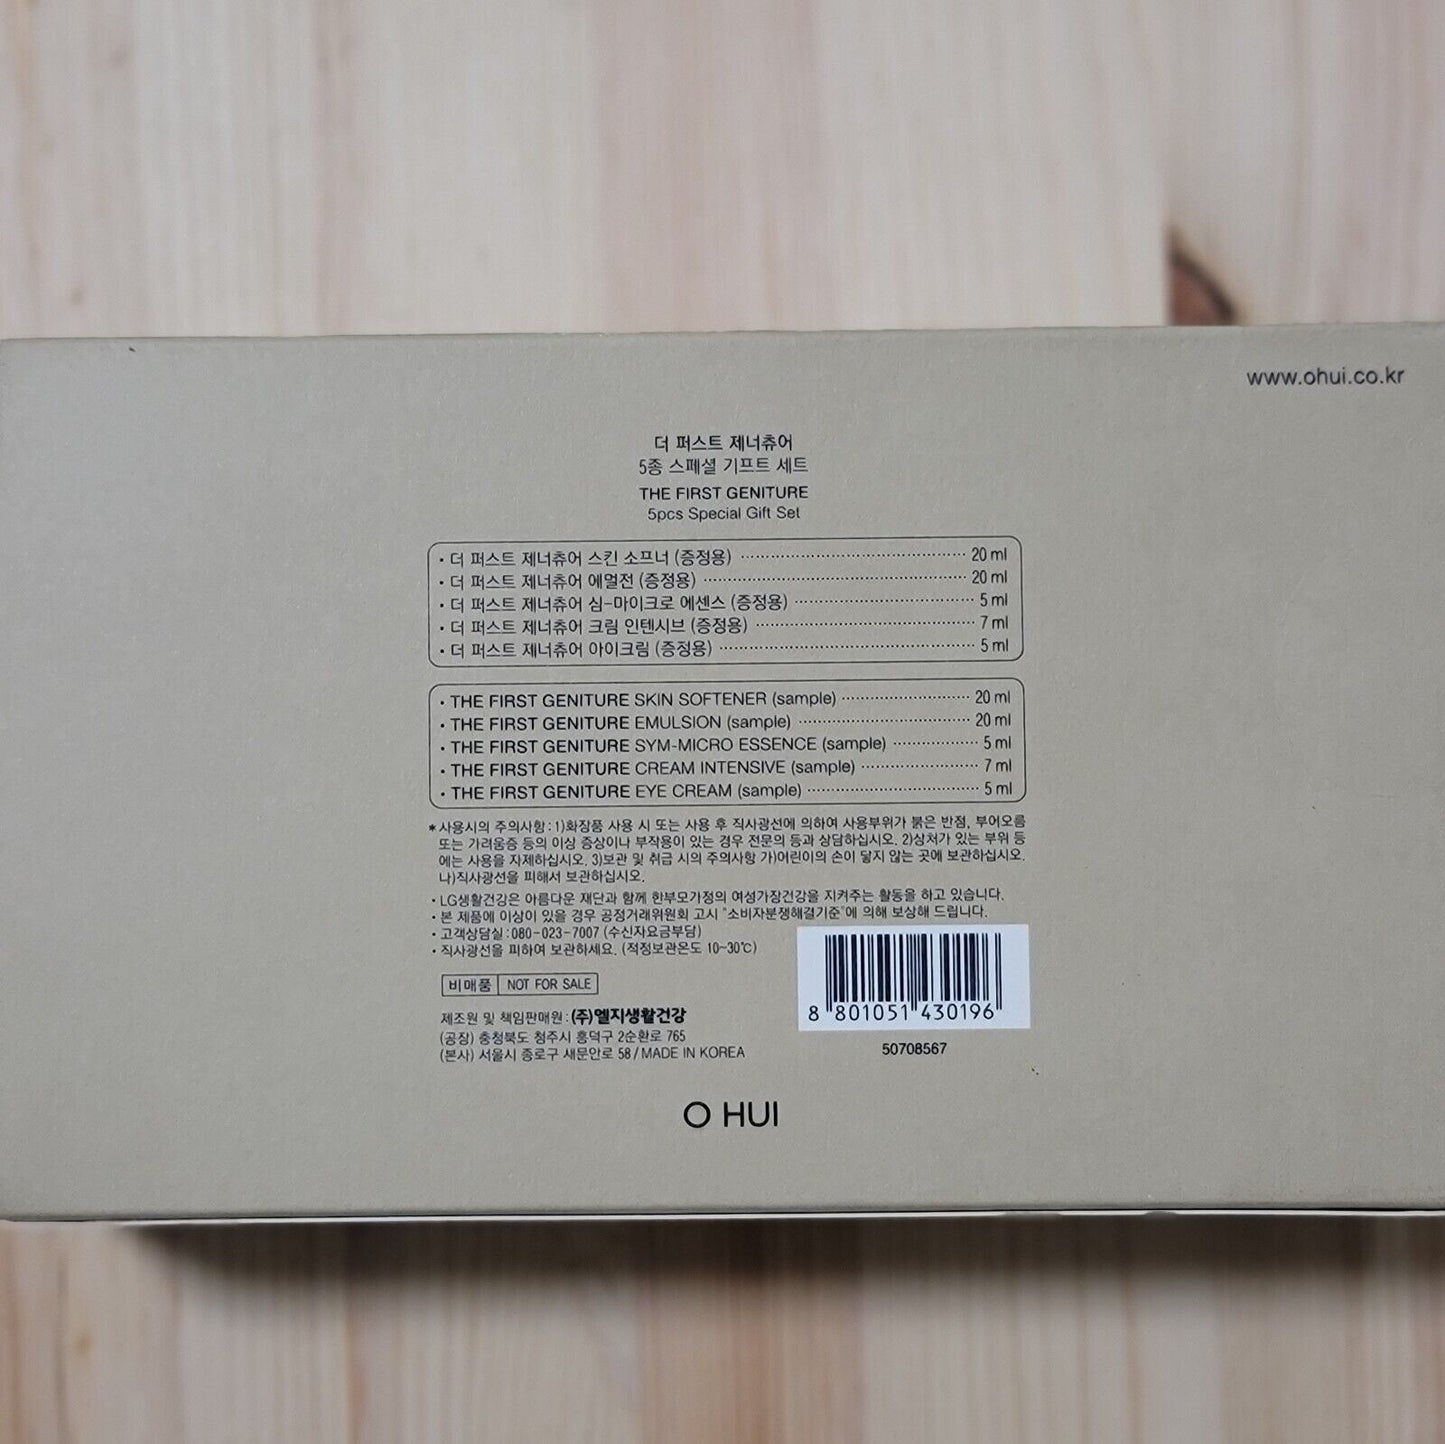 www.ohui.co.kr
더 퍼스트 제너츄어
5종 스페셜 기프트 세트
THE FIRST GENITURE
5pcs Special Gift Set
· 더 퍼스트 제너츄어 스킨 소프너 (증정용) 20 ml
· 더 퍼스트 제너츄어 에멀전 (증정용) 20 ml
· 더 퍼스트 제너츄어 심-마이크로 에센스 (증정용) 5 ml
· 더 퍼스트 제너츄어 크림 인텐시브 (증정용) 7 ml
· 더 퍼스트 제너츄어 아이크림 (증정용) 5 ml
· THE FIRST GENITURE SKIN SOFTENER (sample) 20 ml
· THE FIRST GENITURE EMULSION (sample) 20 ml
· THE FIRST GENITURE SYM-MICRO ESSENCE (sample) 5 ml
· THE FIRST GENITURE CREAM INTENSIVE (sample) 7 ml
· THE FIRST GENITURE EYE CREAM (sample) 5 ml
*사용시의 주의사항:1)화장품 사용 시 또는 사용 후 직사광선에 의하여 사용부위가 붉은 반점, 부어오름
또는 가려움증 등의 이상 증상이나 부작용이 있는 경우 전문의 등과 상담하십시오. 2)상처가 있는 부위 등
에는 사용을 자제하십시오. 3)보관 및 취급 시의 주의사항 가)어린이의 손이 닿지 않는 곳에 보관하십시오.
나)직사광선을 피해서 보관하십시오.
· LG생활건강은 아름다운 재단과 함께 한부모가정의 여성가장건강을 지켜주는 활동을 하고 있습니다.
· 본 제품에 이상이 있을 경우 공정거래위원회 고시 "소비자분쟁해결기준"에 의해 보상해 드립니다.
· 고객상담실:080-023-7007 (수신자요금부담)
· 직사광선을 피하여 보관하세요. (적정보관온도 10~30℃)
비매품 NOT FOR SALE
제조원 및 책임판매원:(주)엘지생활건강
(공장) 충청북도 청주시 흥덕구 2순환로 765
(본사) 서울시 종로구 새문안로 58/MADE IN KOREA
8 801051 430196
50708567
O HUI